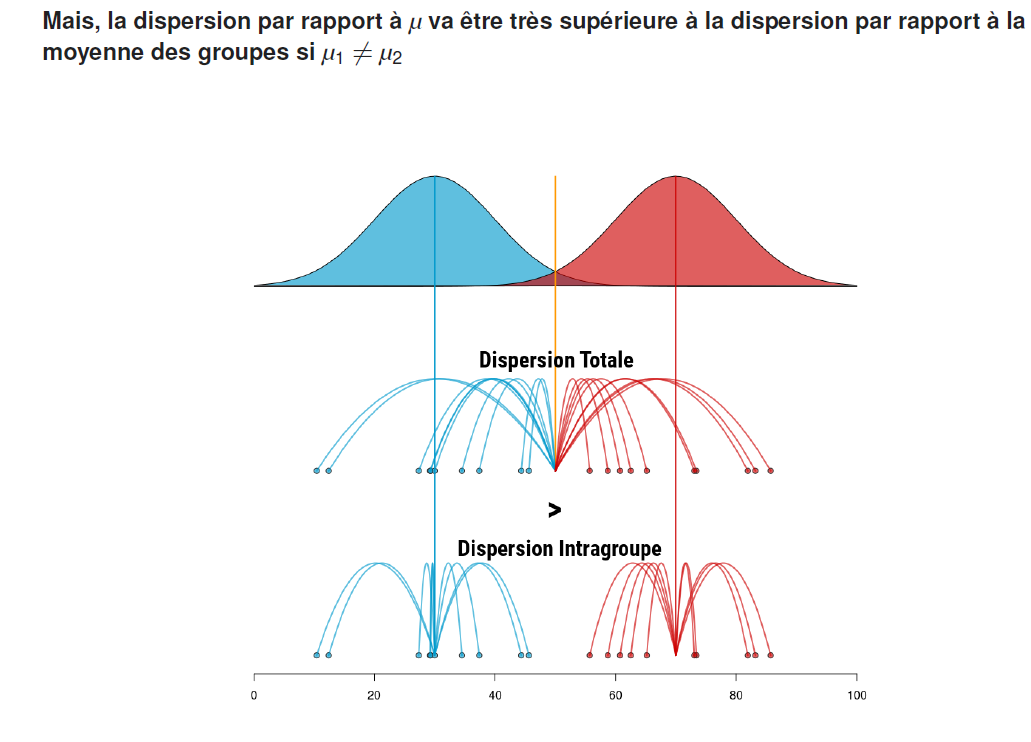 Mais, la dispersion par rapport à μ va être très supérieure à la dispersion par rapport à la
moyenne des groupes si μ₁ ≠ μ₂
Dispersion Totale
>
Dispersion Intragroupe
0 20 40 60 80 100